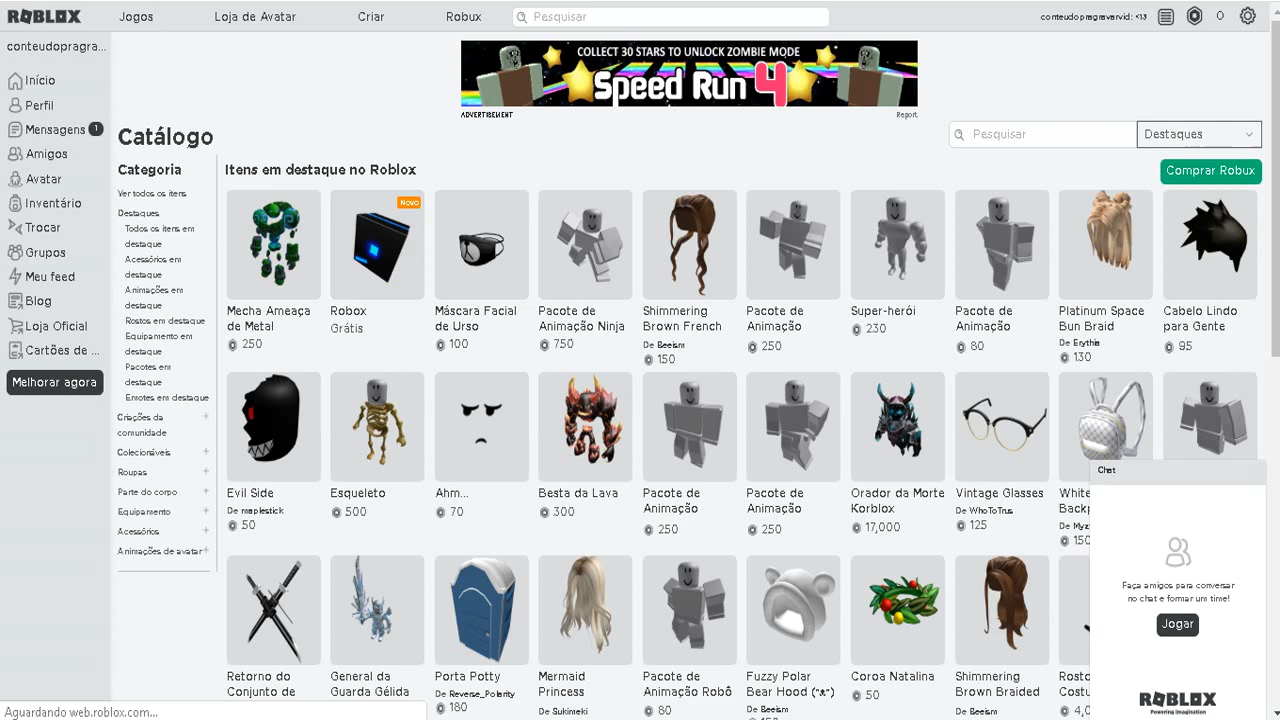 ROBLOX Jogos Loja de Avatar Criar Robux Pesquisar conteudopragravarvid: <13 0
conteudopragra...
Início
Perfil
Mensagens 1
Amigos
Avatar
Inventário
Trocar
Grupos
Meu feed
Blog
Loja Oficial
Cartões de ...
Melhorar agora
COLLECT 30 STARS TO UNLOCK ZOMBIE MODE
Speed Run 4
ADVERTISEMENT Report
Catálogo
Pesquisar Destaques
Categoria
Ver todos os itens
Destaques
Todos os itens em
destaque
Acessórios em
destaque
Animações em
destaque
Rostos em destaque
Equipamento em
destaque
Pacotes em
destaque
Emotes em destaque
Criações da +
comunidade
Colecionáveis +
Roupas +
Parte do corpo +
Equipamento +
Acessórios +
Animações de avatar +
Itens em destaque no Roblox
Comprar Robux
Mecha Ameaça
de Metal
250
Novo
Robox
Grátis
Máscara Facial
de Urso
100
Pacote de
Animação Ninja
750
Shimmering
Brown French
De Beeism
150
Pacote de
Animação
250
Super-herói
230
Pacote de
Animação
80
Platinum Space
Bun Braid
De Erythia
130
Cabelo Lindo
para Gente
95
Evil Side
De maplestick
50
Esqueleto
500
Ahm...
70
Besta da Lava
300
Pacote de
Animação
250
Pacote de
Animação
250
Orador da Morte
Korblox
17,000
Vintage Glasses
De WhoToTrus
125
White
Backp
De Myz
150
Retorno do
Conjunto de
General da
Guarda Gélida
Porta Potty
De Reverse_Polarity
180
Mermaid
Princess
De Sukimeki
Pacote de
Animação Robô
80
Fuzzy Polar
Bear Hood (ᵔᴥᵔ)
De Beeism
Coroa Natalina
50
Shimmering
Brown Braided
De Beeism
Rosto
Costu
4,0
Chat
Faça amigos para conversar
no chat e formar um time!
Jogar
ROBLOX
Powering Imagination
Aguardando web.roblox.com...